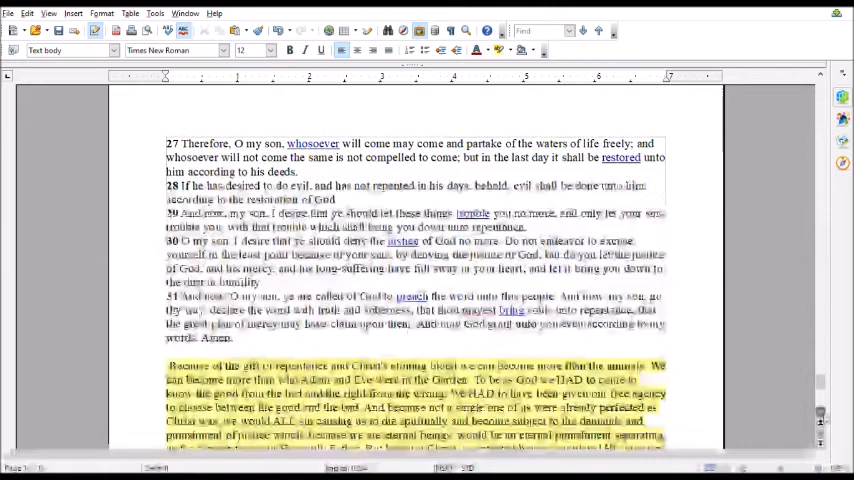 File Edit View Insert Format Table Tools Window Help
Find
Text body Times New Roman 12 B I U
1 2 3 4 5 6 7
27 Therefore, O my son, whosoever will come may come and partake of the waters of life freely; and
whosoever will not come the same is not compelled to come; but in the last day it shall be restored unto
him according to his deeds.
28 If he has desired to do evil, and has not repented in his days, behold, evil shall be done unto him
according to the restoration of God
29 And now, my son, I desire that ye should let these things trouble you no more, and only let your sins
trouble you, with that trouble which shall bring you down unto repentance.
30 O my son, I desire that ye should deny the justice of God no more. Do not endeavor to excuse
yourself in the least point because of your sins, by denying the justice of God, but do you let the justice
of God, and his mercy, and his long-suffering have full sway in your heart, and let it bring you down to
the dust in humility
31 And now, O my son, ye are called of God to preach the word unto this people. And now, my son, go
thy way, declare the word with truth and soberness, that thou mayest bring souls unto repentance, that
the great plan of mercy may have claim upon them. And may God grant unto you even according to my
words. Amen.
Because of the gift of repentance and Christ's atoning blood we can become more than the animals. We
can become more than who Adam and Eve were in the Garden. To be as God we HAD to come to
know the good from the bad and the right from the wrong. We HAD to have been given our free agency
to choose between the good and the bad. And because not a single one of us were already perfected as
Christ was, we would ALL sin causing us to die spiritually and become subject to the demands and
punishment of justice which because we are eternal beings, would be an eternal punishment separating